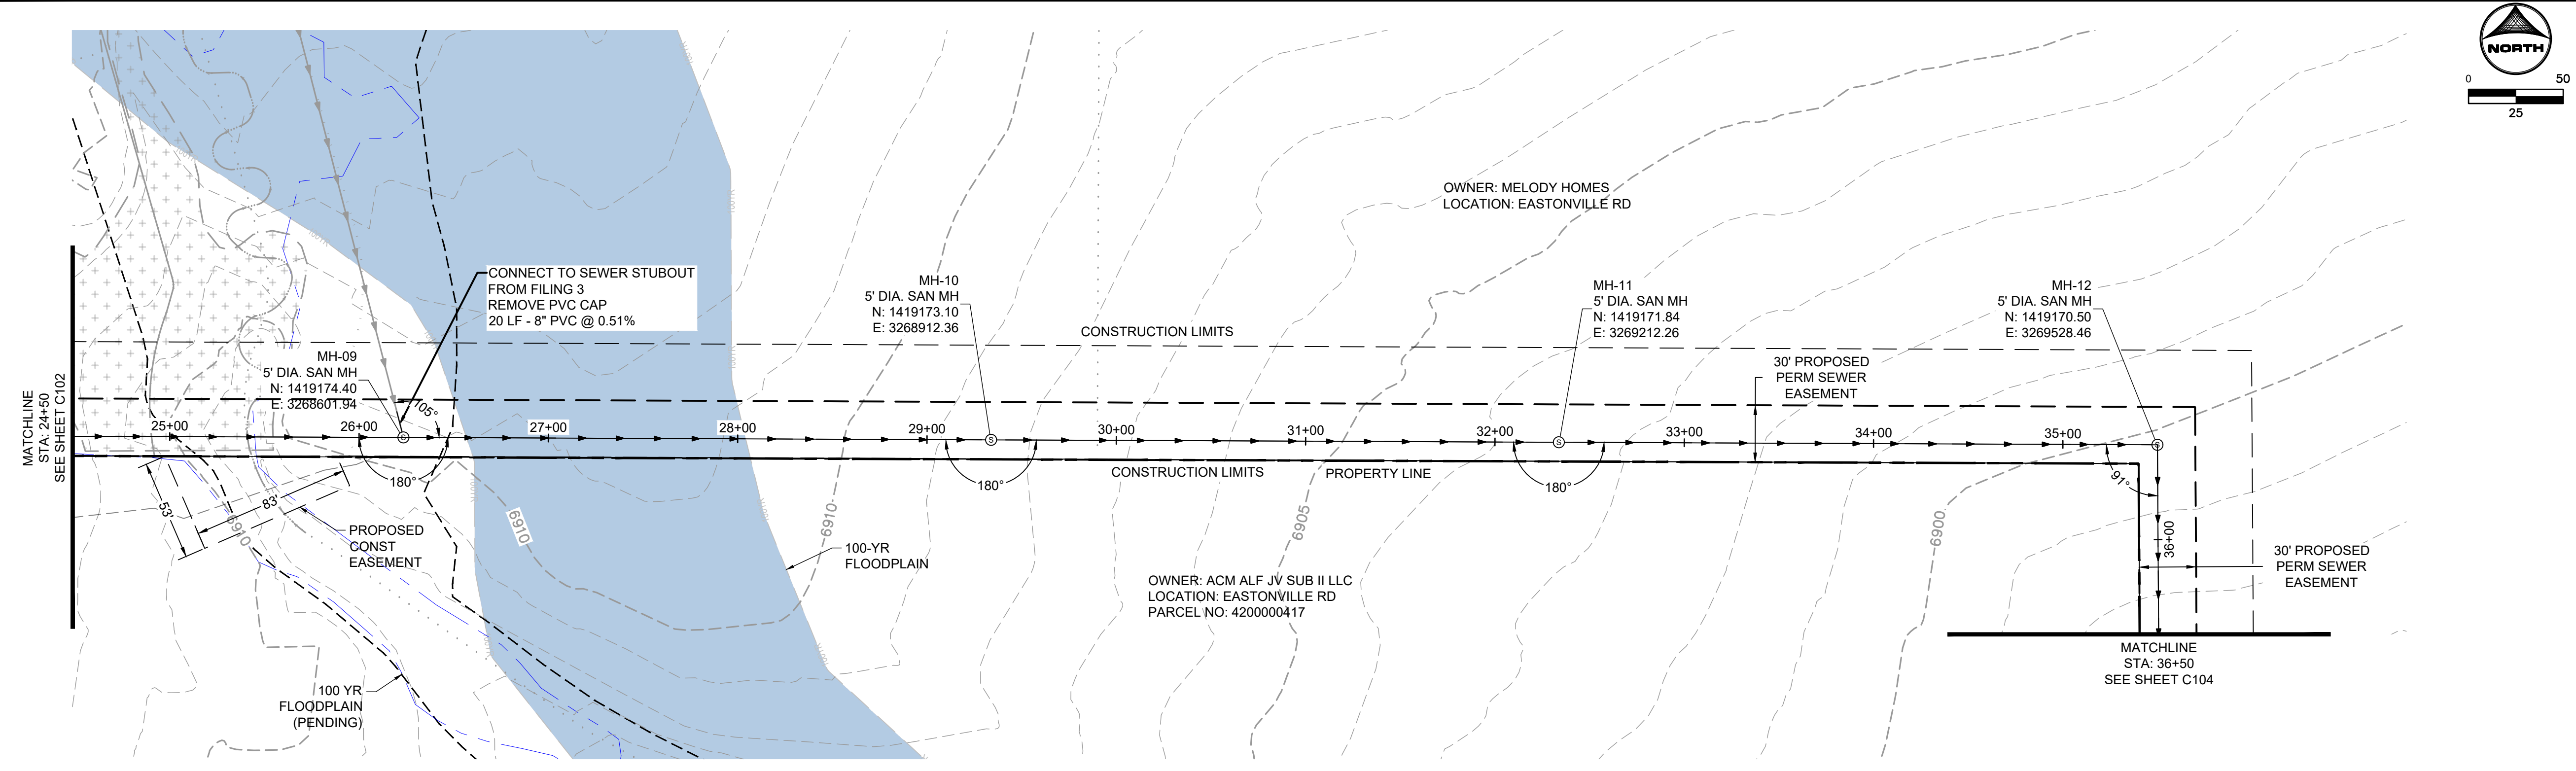 NORTH
0
50
25
OWNER: MELODY HOMES
LOCATION: EASTONVILLE RD
CONNECT TO SEWER STUBOUT
FROM FILING 3
REMOVE PVC CAP
20 LF - 8" PVC @ 0.51%
MH-10
5' DIA. SAN MH
N: 1419173.10
E: 3268912.36
MH-11
5' DIA. SAN MH
N: 1419171.84
E: 3269212.26
MH-12
5' DIA. SAN MH
N: 1419170.50
E: 3269528.46
CONSTRUCTION LIMITS
MH-09
5' DIA. SAN MH
N: 1419174.40
E: 3268601.94
30' PROPOSED
PERM SEWER
EASEMENT
MATCHLINE
STA: 24+50
SEE SHEET C102
105°
25+00
26+00
27+00
28+00
29+00
30+00
31+00
32+00
33+00
34+00
35+00
S
S
S
S
CONSTRUCTION LIMITS
PROPERTY LINE
180°
180°
180°
91°
53'
83'
6910
6910
6910
6905
6900
36+00
PROPOSED
CONST
EASEMENT
100-YR
FLOODPLAIN
OWNER: ACM ALF JV SUB II LLC
LOCATION: EASTONVILLE RD
PARCEL NO: 4200000417
30' PROPOSED
PERM SEWER
EASEMENT
MATCHLINE
STA: 36+50
SEE SHEET C104
100 YR
FLOODPLAIN
(PENDING)